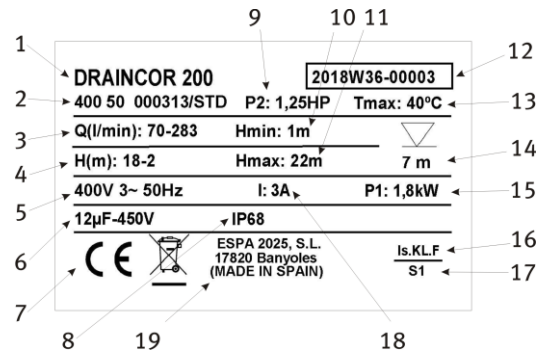 9 10 11
1 DRAINCOR 200 2018W36-00003 12
2 400 50 000313/STD P2: 1,25HP Tmax: 40ºC 13
3 Q(l/min): 70-283 Hmin: 1m
4 H(m): 18-2 Hmax: 22m 7 m 14
5 400V 3~ 50Hz I: 3A P1: 1,8kW 15
6 12µF-450V IP68
7 CE ESPA 2025, S.L. Is.KL.F 16
17820 Banyoles
(MADE IN SPAIN) S1 17
8 19 18